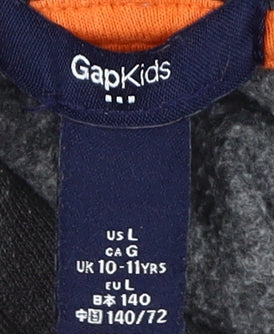 GapKids
US L
CA G
UK 10-11YRS
EU L
日本 140
中国 140/72